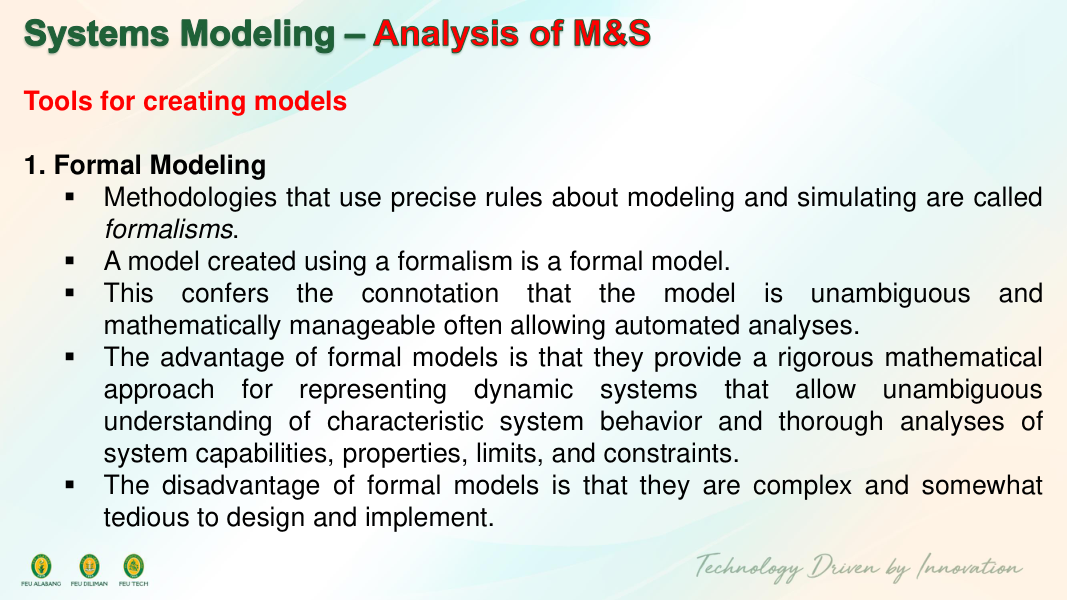 Systems Modeling – Analysis of M&S
Tools for creating models
1. Formal Modeling
▪ Methodologies that use precise rules about modeling and simulating are called
formalisms.
▪ A model created using a formalism is a formal model.
▪ This confers the connotation that the model is unambiguous and
mathematically manageable often allowing automated analyses.
▪ The advantage of formal models is that they provide a rigorous mathematical
approach for representing dynamic systems that allow unambiguous
understanding of characteristic system behavior and thorough analyses of
system capabilities, properties, limits, and constraints.
▪ The disadvantage of formal models is that they are complex and somewhat
tedious to design and implement.
FEU ALABANG FEU DILIMAN FEU TECH
Technology Driven by Innovation